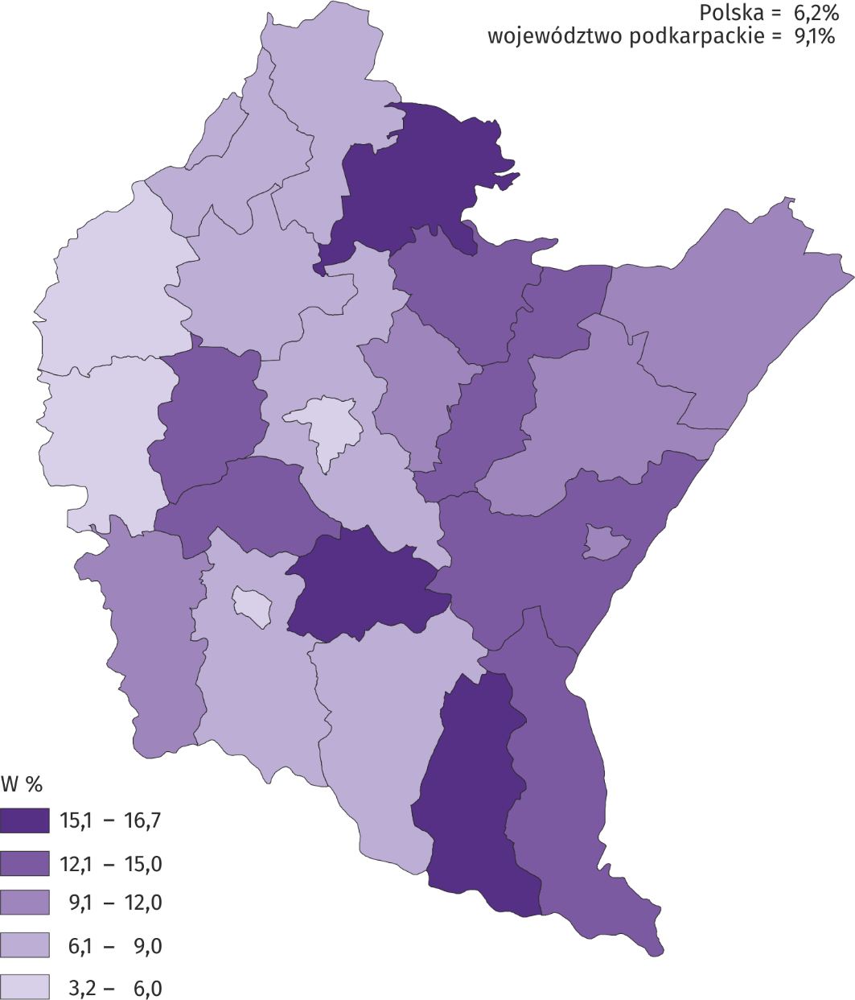 Polska = 6,2%
województwo podkarpackie = 9,1%
W %
15,1 – 16,7
12,1 – 15,0
9,1 – 12,0
6,1 – 9,0
3,2 – 6,0